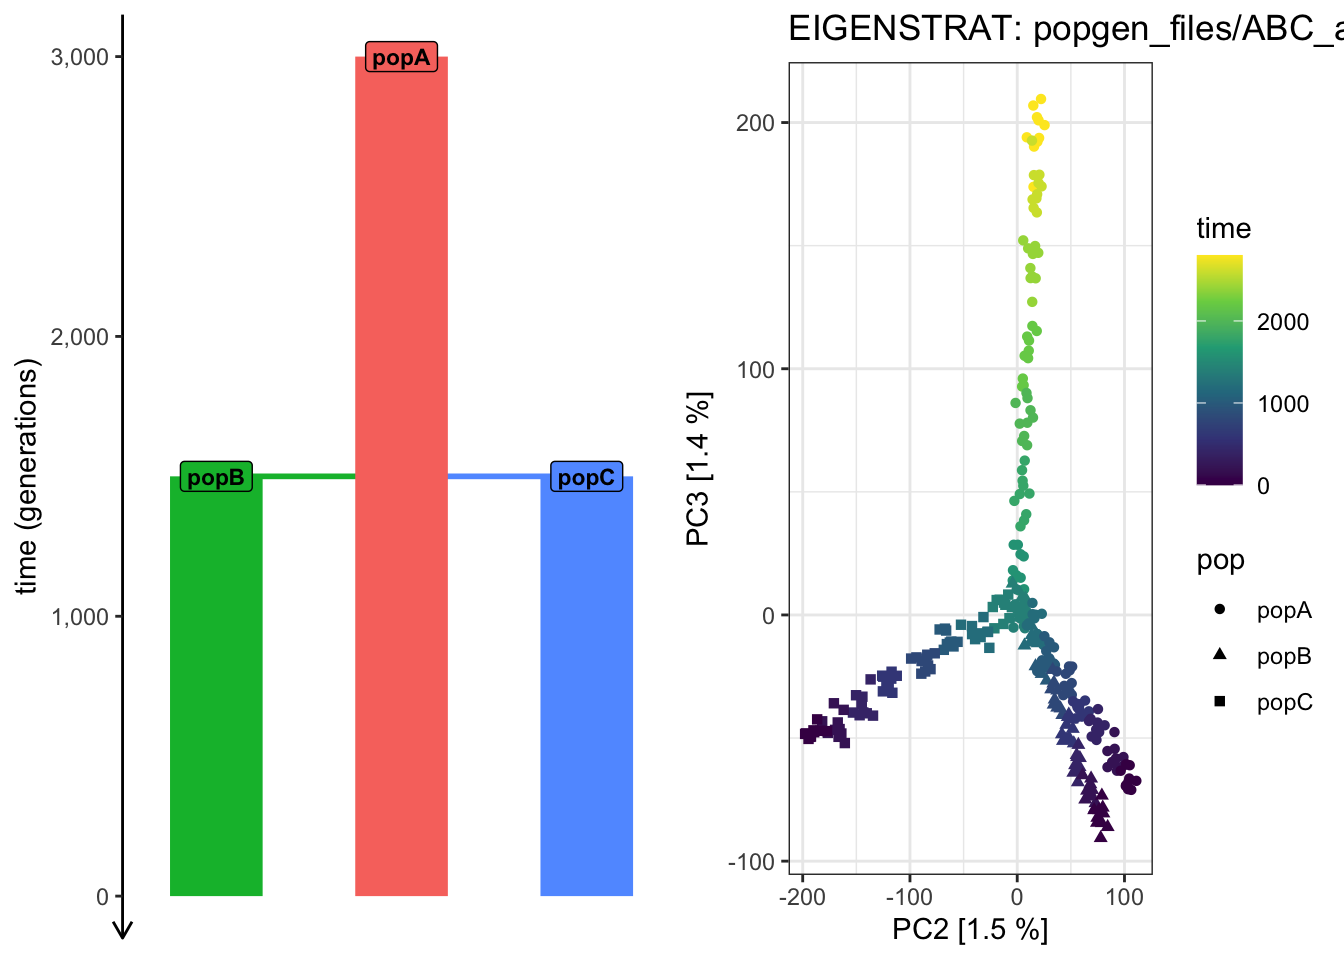 time (generations)
3,000
2,000
1,000
0
popA
popB
popC
EIGENSTRAT: popgen_files/ABC_a
PC3 [1.4 %]
200
100
0
-100
-200
-100
0
100
PC2 [1.5 %]
time
2000
1000
0
pop
popA
popB
popC